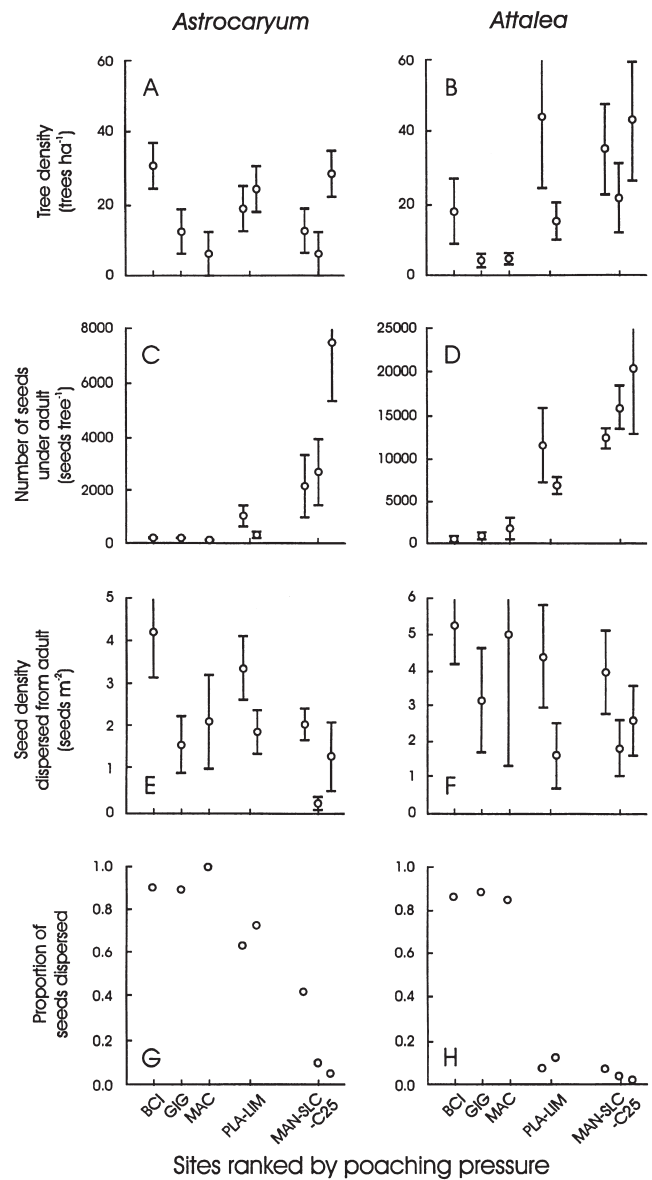 Astrocaryum
Attalea
A
B
Tree density
(trees ha⁻¹)
60
40
20
0
60
40
20
0
C
D
Number of seeds
under adult
(seeds tree⁻¹)
8000
6000
4000
2000
0
25000
20000
15000
10000
5000
0
Seed density
dispersed from adult
(seeds m⁻²)
5
4
3
2
1
0
E
6
5
4
3
2
1
0
F
Proportion of
seeds dispersed
1.0
0.8
0.6
0.4
0.2
0.0
G
1.0
0.8
0.6
0.4
0.2
0.0
H
BCI
GIG
MAC
PLA-LIM
MAN-SLC
-C25
BCI
GIG
MAC
PLA-LIM
MAN-SLC
-C25
Sites ranked by poaching pressure